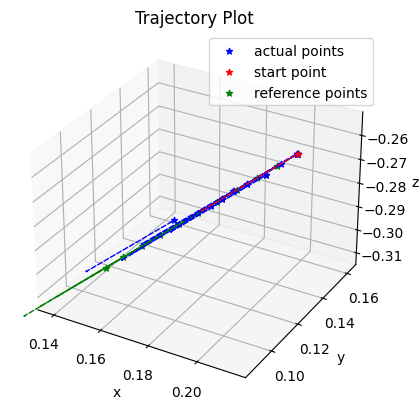 Trajectory Plot
actual points
start point
reference points
−0.26
−0.27
−0.28
−0.29
−0.30
−0.31
z
0.16
0.14
0.12
0.10
y
0.14
0.16
0.18
0.20
x